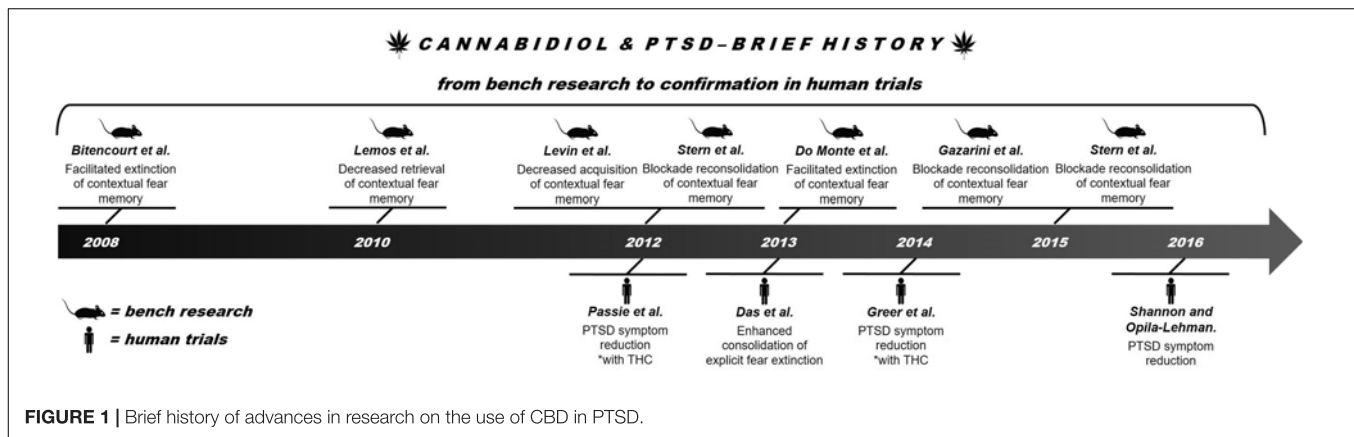 CANNABIDIOL & PTSD–BRIEF HISTORY
from bench research to confirmation in human trials
Bitencourt et al.
Facilitated extinction
of contextual fear
memory
Lemos et al.
Decreased retrieval
of contextual fear
memory
Levin et al.
Decreased acquisition
of contextual fear
memory
Stern et al.
Blockade reconsolidation
of contextual fear
memory
Do Monte et al.
Facilitated extinction
of contextual fear
memory
Gazarini et al.
Blockade reconsolidation
of contextual fear
memory
Stern et al.
Blockade reconsolidation
of contextual fear
memory
2008 2010 2012 2013 2014 2015 2016
= bench research
= human trials
Passie et al.
PTSD symptom
reduction
*with THC
Das et al.
Enhanced
consolidation of
explicit fear extinction
Greer et al.
PTSD symptom
reduction
*with THC
Shannon and
Opila-Lehman.
PTSD symptom
reduction
FIGURE 1 | Brief history of advances in research on the use of CBD in PTSD.